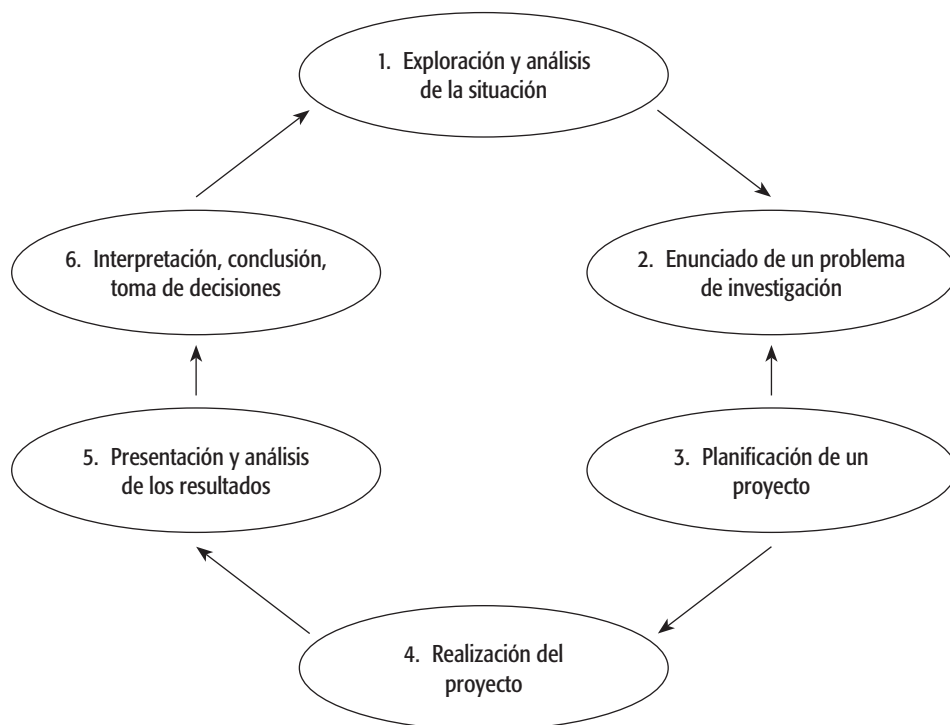 1. Exploración y análisis
de la situación
2. Enunciado de un problema
de investigación
3. Planificación de un
proyecto
4. Realización del
proyecto
5. Presentación y análisis
de los resultados
6. Interpretación, conclusión,
toma de decisiones